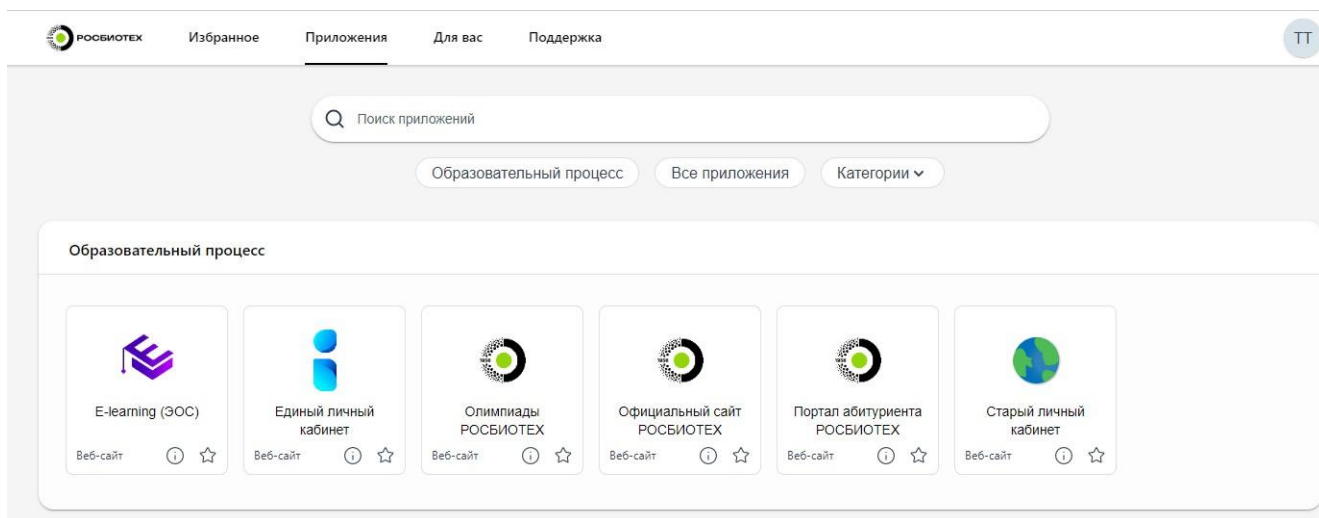 РОСБИОТЕХ Избранное Приложения Для вас Поддержка ТТ
Поиск приложений
Образовательный процесс Все приложения Категории
Образовательный процесс
E-learning (ЭОС)
Веб-сайт
Единый личный
кабинет
Веб-сайт
Олимпиады
РОСБИОТЕХ
Веб-сайт
Официальный сайт
РОСБИОТЕХ
Веб-сайт
Портал абитуриента
РОСБИОТЕХ
Веб-сайт
Старый личный
кабинет
Веб-сайт